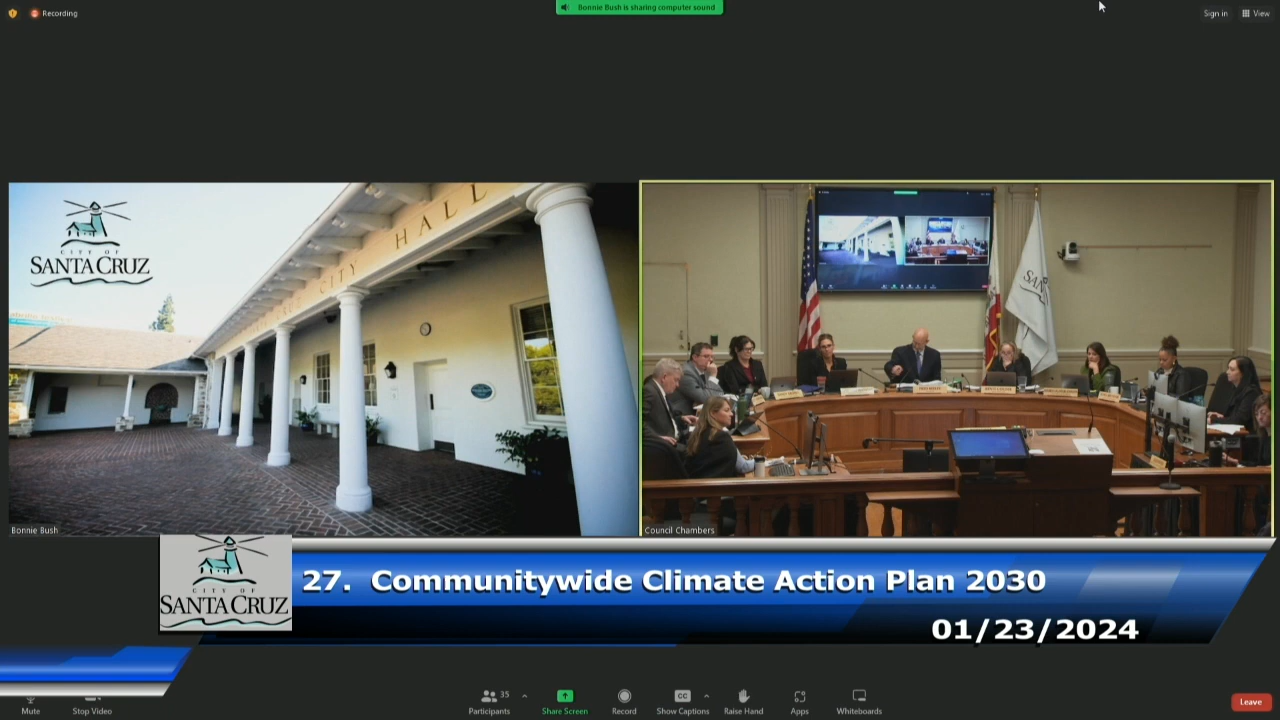 Recording
Bonnie Bush is sharing computer sound
Sign in
View
CITY OF
SANTA CRUZ
CITY HALL
Bonnie Bush
Council Chambers
CITY OF
SANTA CRUZ
27. Communitywide Climate Action Plan 2030
01/23/2024
Mute
Stop Video
Participants
35
Share Screen
CC
Record
Show Captions
Raise Hand
Apps
Whiteboards
Leave